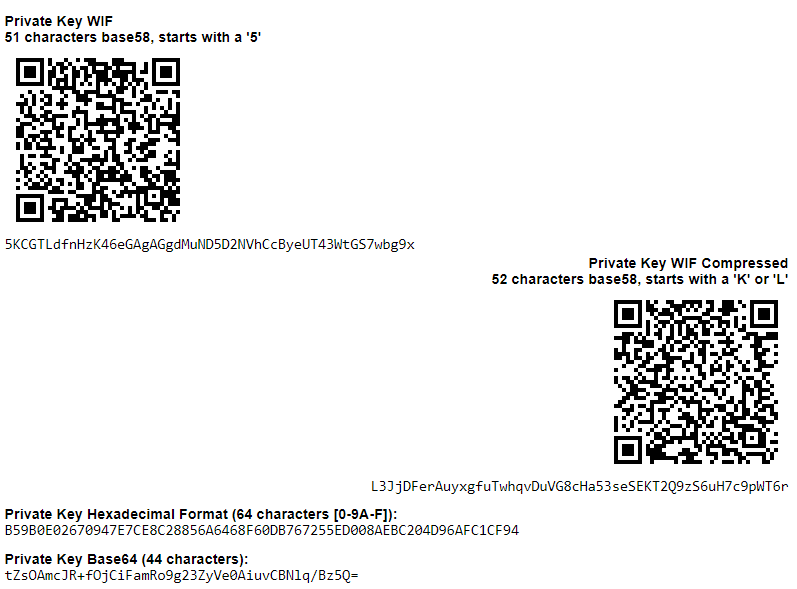 Private Key WIF
51 characters base58, starts with a '5'
5KCGTLdfnHzK46eGAgAGgdMuND5D2NVhCcByeUT43WtGS7wbg9x
Private Key WIF Compressed
52 characters base58, starts with a 'K' or 'L'
L3JjDFerAuyxgfuTwhqvDuVG8cHa53seSEKT2Q9zS6uH7c9pWT6r
Private Key Hexadecimal Format (64 characters [0-9A-F]):
B59B0E02670947E7CE8C28856A6468F60DB767255ED008AEBC204D96AFC1CF94
Private Key Base64 (44 characters):
tZsOAmcJR+fOjCiFamRo9g23ZyVe0AiuvCBNlq/Bz5Q=